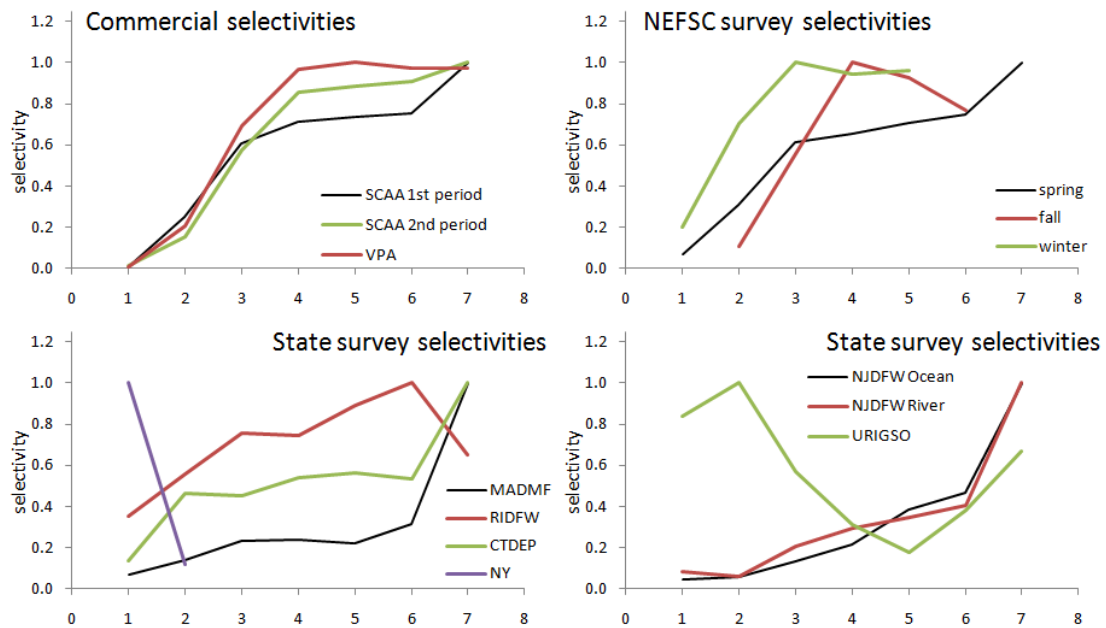 Commercial selectivities
1.2
1.0
0.8
0.6
0.4
0.2
0.0
selectivity
SCAA 1st period
SCAA 2nd period
VPA
0 1 2 3 4 5 6 7 8
NEFSC survey selectivities
1.2
1.0
0.8
0.6
0.4
0.2
0.0
selectivity
spring
fall
winter
0 1 2 3 4 5 6 7 8
State survey selectivities
1.2
1.0
0.8
0.6
0.4
0.2
0.0
selectivity
MADMF
RIDFW
CTDEP
NY
0 1 2 3 4 5 6 7 8
State survey selectivities
1.2
1.0
0.8
0.6
0.4
0.2
0.0
selectivity
NJDFW Ocean
NJDFW River
URIGSO
0 1 2 3 4 5 6 7 8